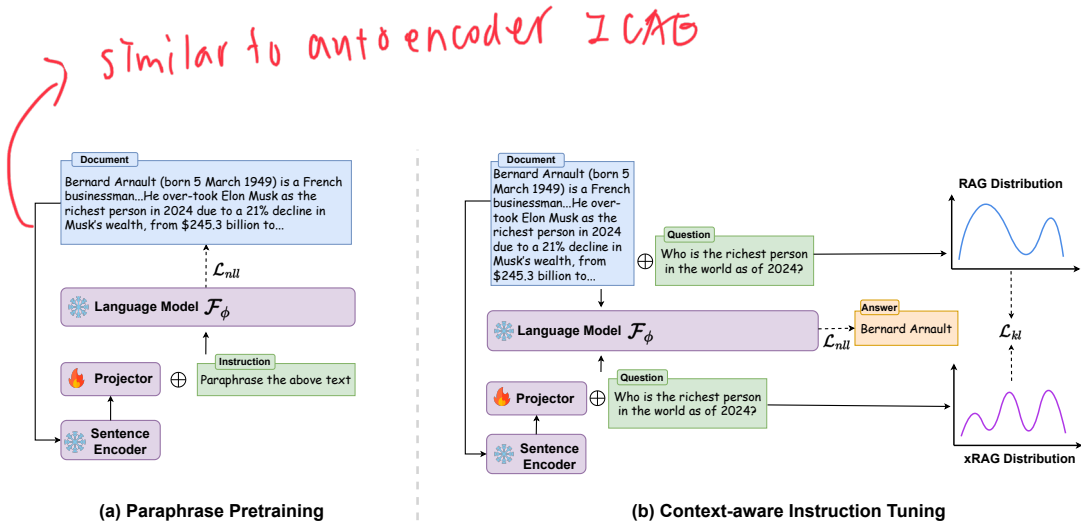 similar to autoencoder ICAE
Document
Bernard Arnault (born 5 March 1949) is a French
businessman...He over-took Elon Musk as the
richest person in 2024 due to a 21% decline in
Musk's wealth, from $245.3 billion to...
ℒnll
Language Model ℱϕ
Instruction
Paraphrase the above text
Projector
⊕
Sentence
Encoder
(a) Paraphrase Pretraining
Document
Bernard Arnault (born 5
March 1949) is a French
businessman...He over-
took Elon Musk as the
richest person in 2024
due to a 21% decline in
Musk's wealth, from
$245.3 billion to...
⊕
Question
Who is the richest person
in the world as of 2024?
RAG Distribution
Language Model ℱϕ
ℒnll
Answer
Bernard Arnault
ℒkl
Projector
⊕
Question
Who is the richest person
in the world as of 2024?
Sentence
Encoder
xRAG Distribution
(b) Context-aware Instruction Tuning